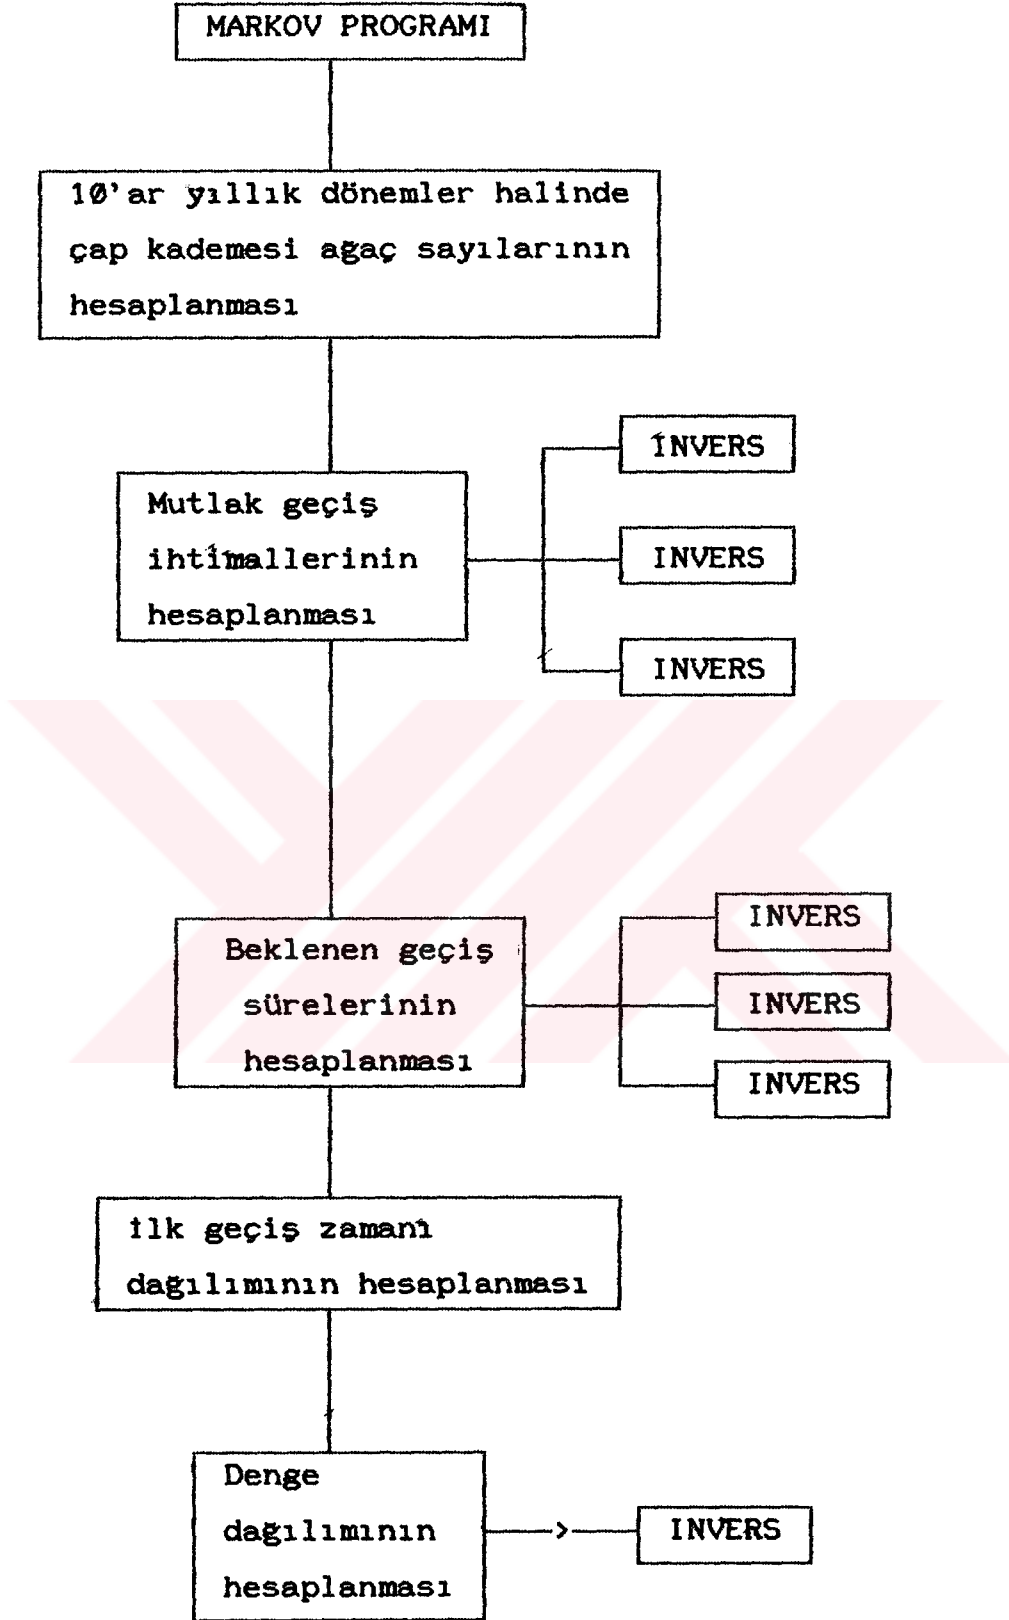 MARKOV PROGRAMI
10'ar yıllık dönemler halinde
çap kademesi ağaç sayılarının
hesaplanması
INVERS
Mutlak geçiş
ihtimallerinin
hesaplanması
INVERS
INVERS
Beklenen geçiş
sürelerinin
hesaplanması
INVERS
INVERS
INVERS
İlk geçiş zamanı
dağılımının hesaplanması
Denge
dağılımının
hesaplanması
INVERS